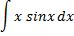 ∫ x sinx dx